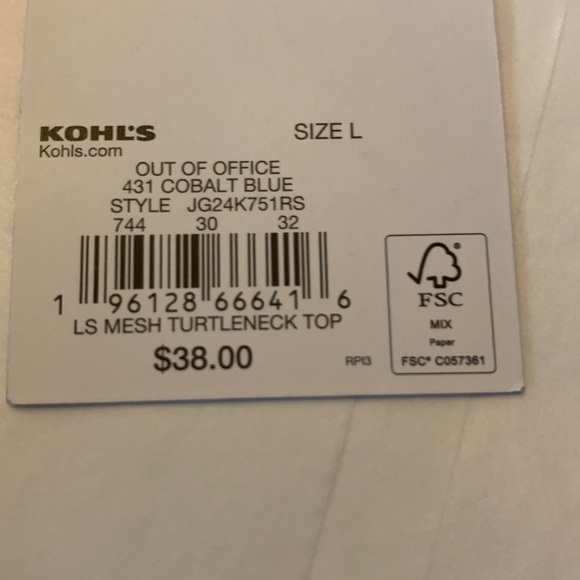 KOHL'S SIZE L
Kohls.com
OUT OF OFFICE
431 COBALT BLUE
STYLE JG24K751RS
744 30 32
1 96128 66641 6
LS MESH TURTLENECK TOP
$38.00
RPI3
FSC
MIX
Paper
FSC® C057361